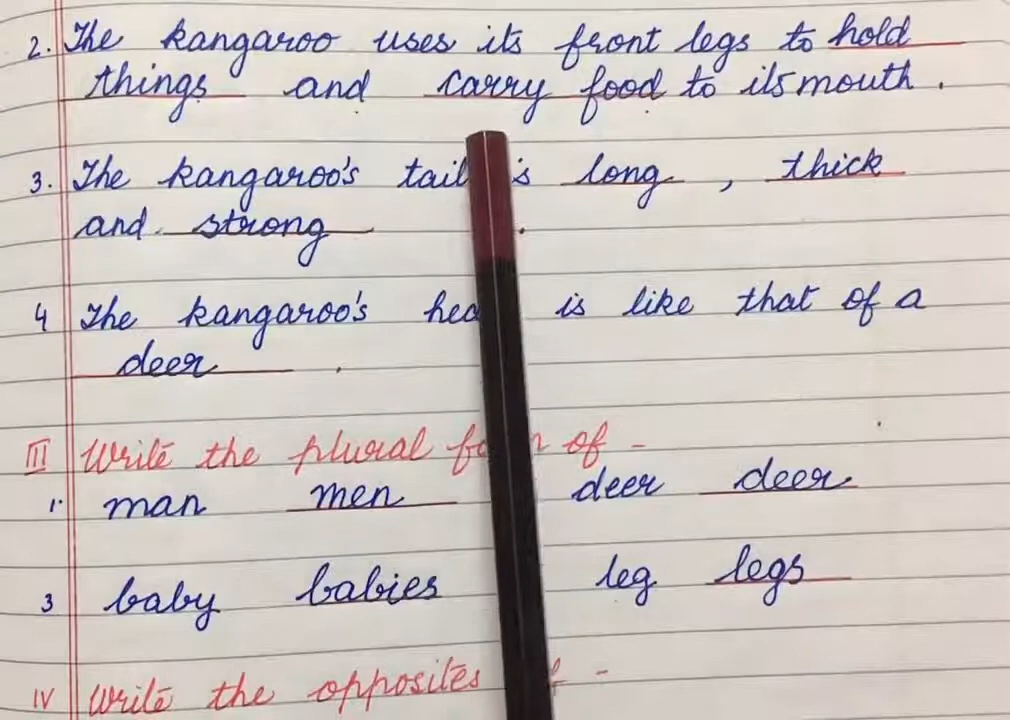 2. The kangaroo uses its front legs to hold
things and carry food to its mouth.
3. The kangaroo's tail is long, thick
and strong.
4 The kangaroo's is like that of a
deer.
III Write the plural of -
1. man men deer deer
3 baby babies leg legs
IV Write the opposites -